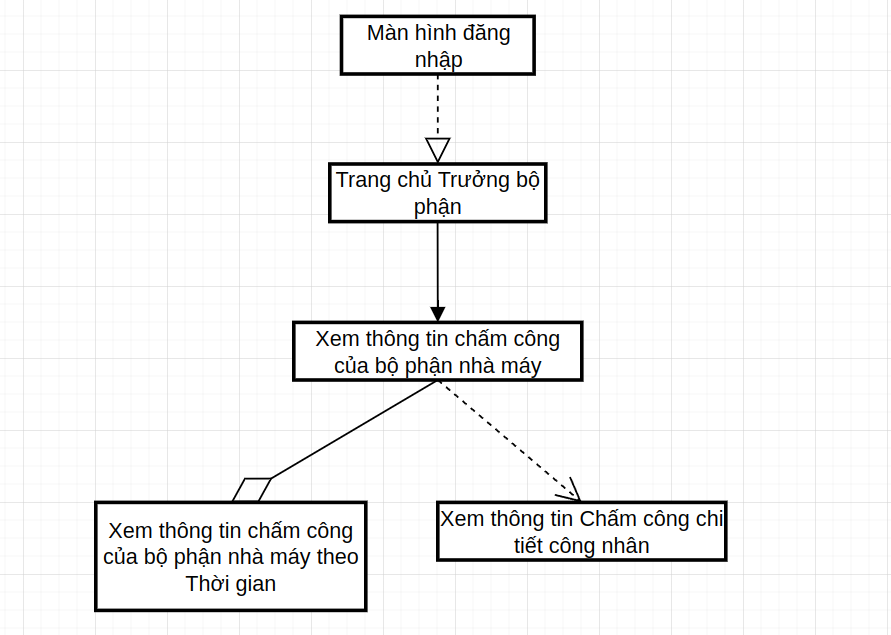 Màn hình đăng
nhập
Trang chủ Trưởng bộ
phận
Xem thông tin chấm công
của bộ phận nhà máy
Xem thông tin chấm công
của bộ phận nhà máy theo
Thời gian
Xem thông tin Chấm công chi
tiết công nhân